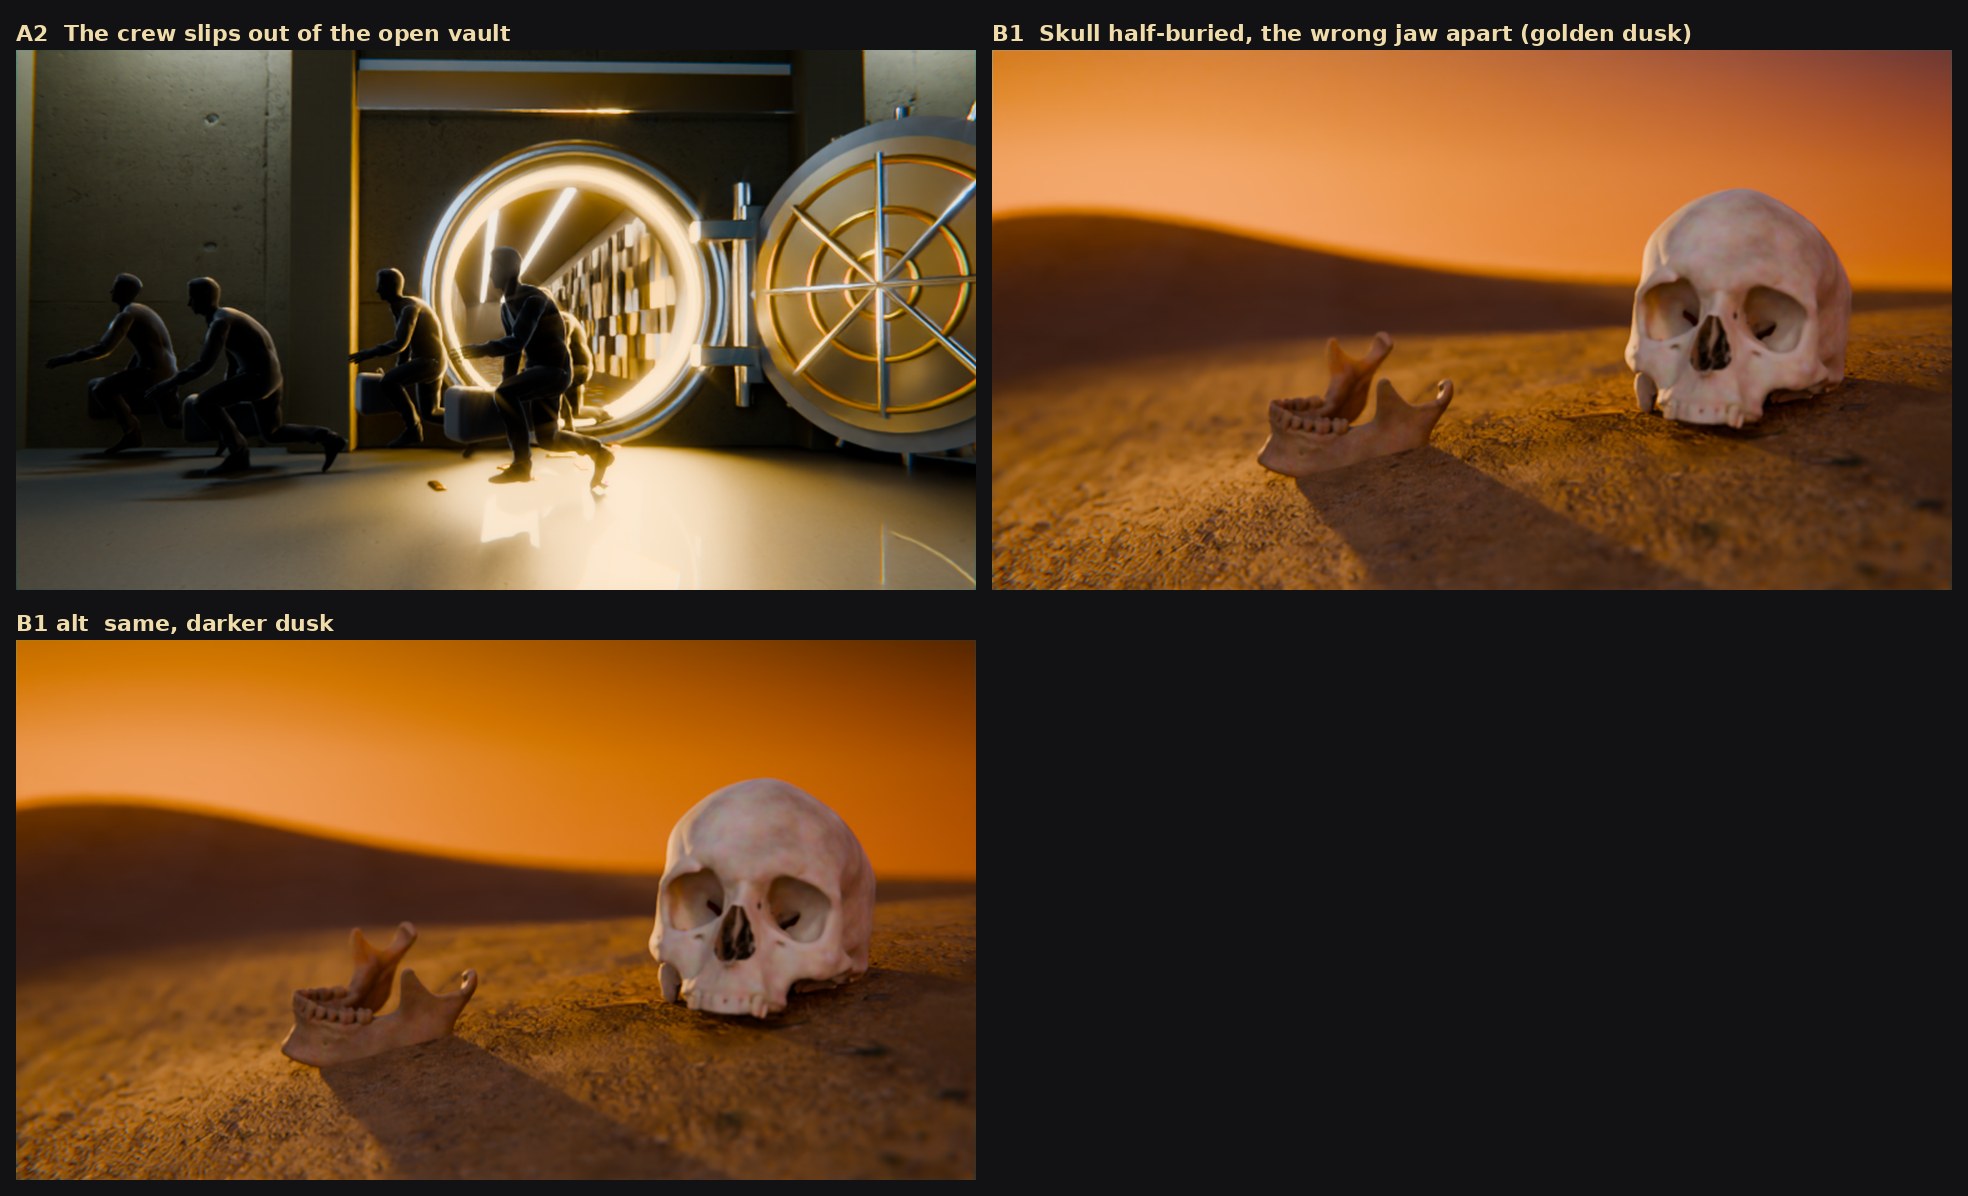 A2  The crew slips out of the open vault
B1  Skull half-buried, the wrong jaw apart (golden dusk)
B1 alt  same, darker dusk